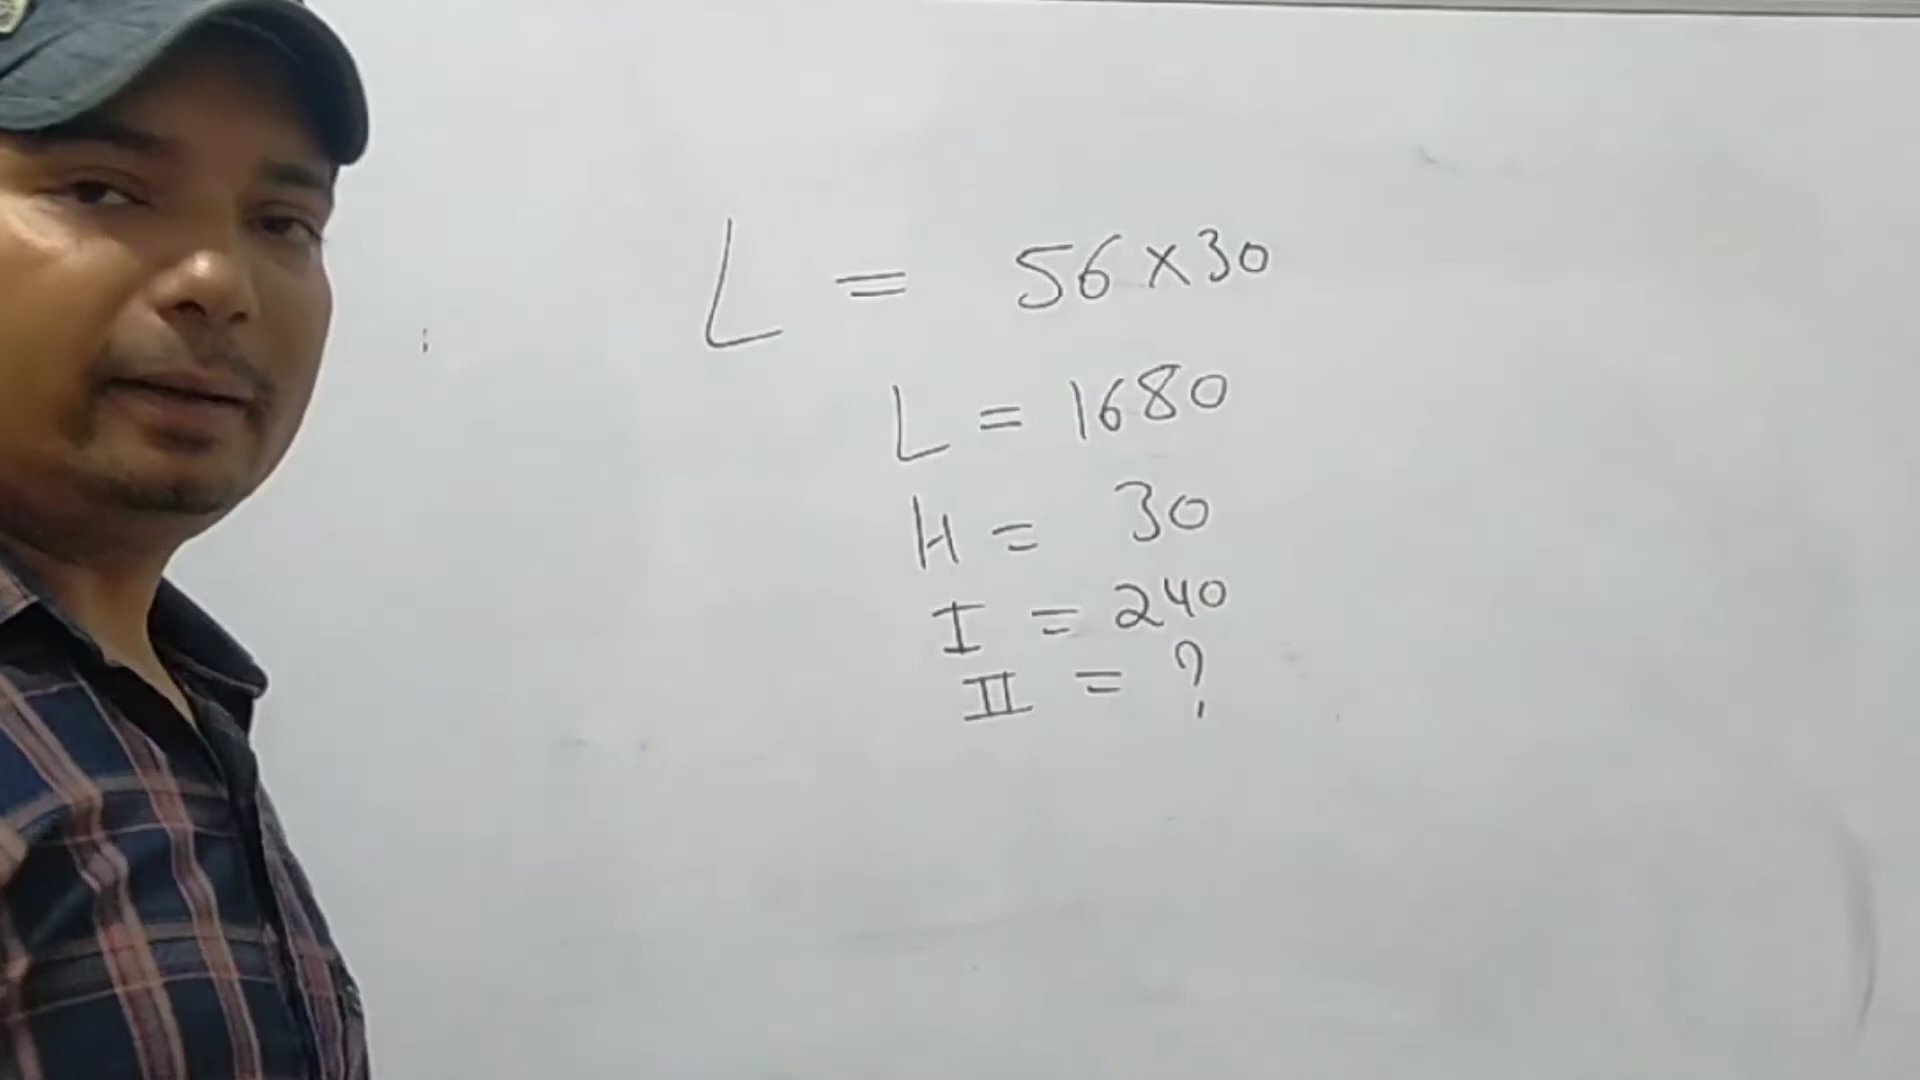 L = 56×30
L = 1680
H = 30
I = 240
II = ?